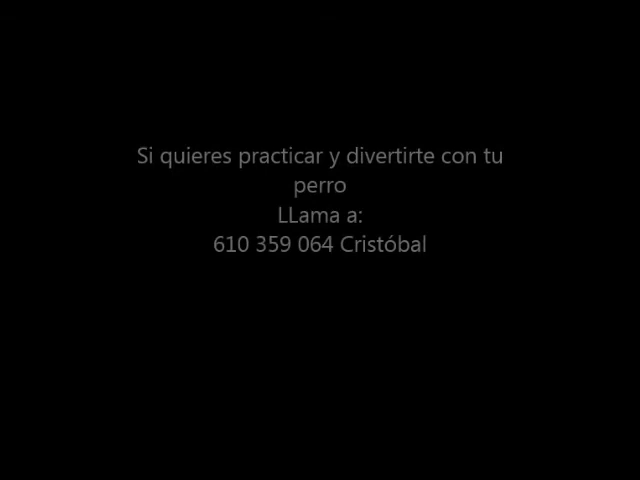 Si quieres practicar y divertirte con tu
perro
LLama a:
610 359 064 Cristóbal